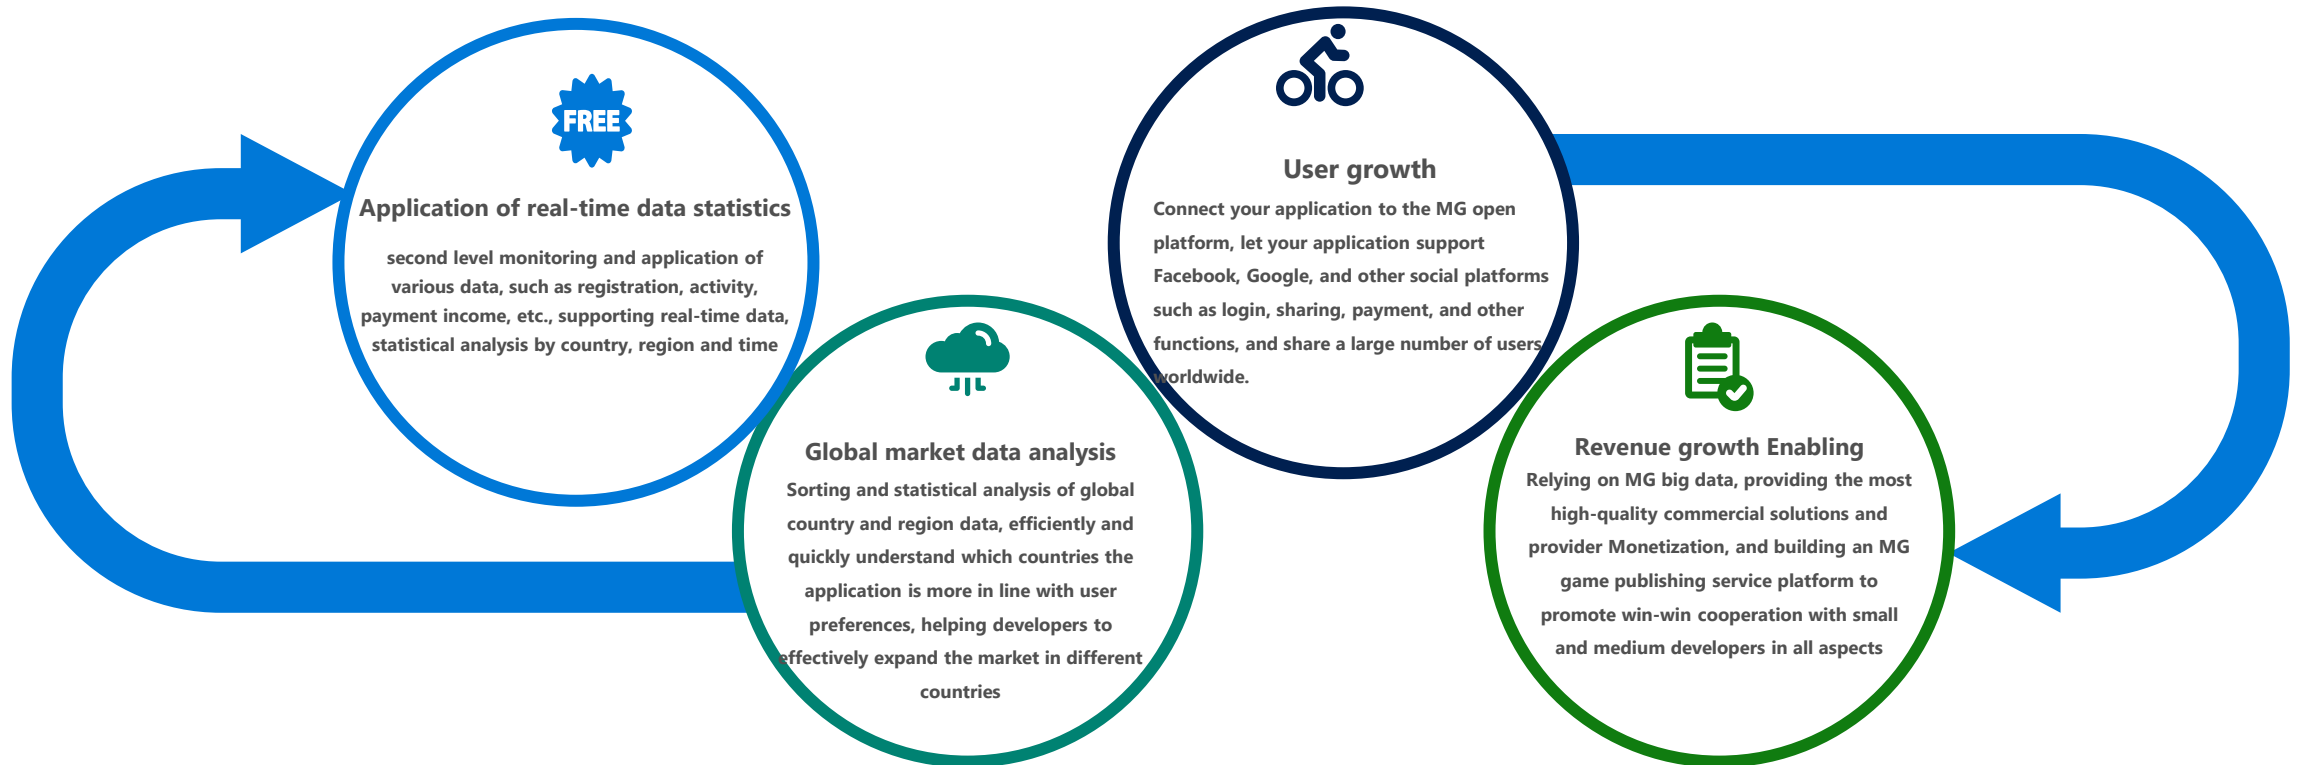 FREE
Application of real-time data statistics
second level monitoring and application of
various data, such as registration, activity,
payment income, etc., supporting real-time data,
statistical analysis by country, region and time
Global market data analysis
Sorting and statistical analysis of global
country and region data, efficiently and
quickly understand which countries the
application is more in line with user
preferences, helping developers to
effectively expand the market in different
countries
User growth
Connect your application to the MG open
platform, let your application support
Facebook, Google, and other social platforms
such as login, sharing, payment, and other
functions, and share a large number of users
worldwide.
Revenue growth Enabling
Relying on MG big data, providing the most
high-quality commercial solutions and
provider Monetization, and building an MG
game publishing service platform to
promote win-win cooperation with small
and medium developers in all aspects